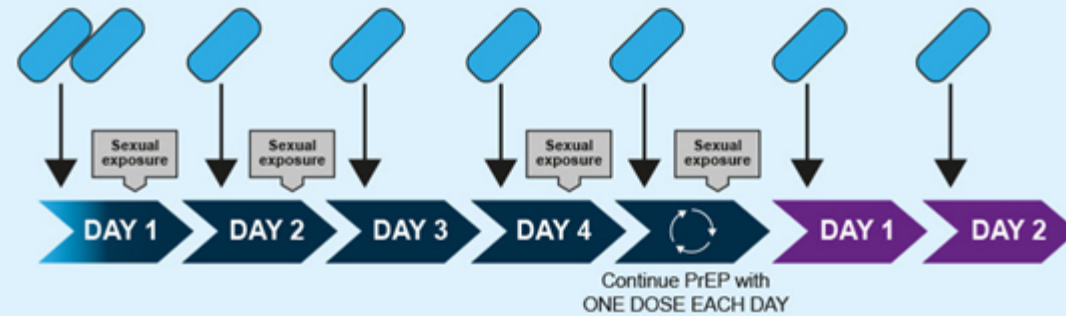 Sexual
exposure
Sexual
exposure
Sexual
exposure
Sexual
exposure
DAY 1
DAY 2
DAY 3
DAY 4
DAY 1
DAY 2
Continue PrEP with
ONE DOSE EACH DAY